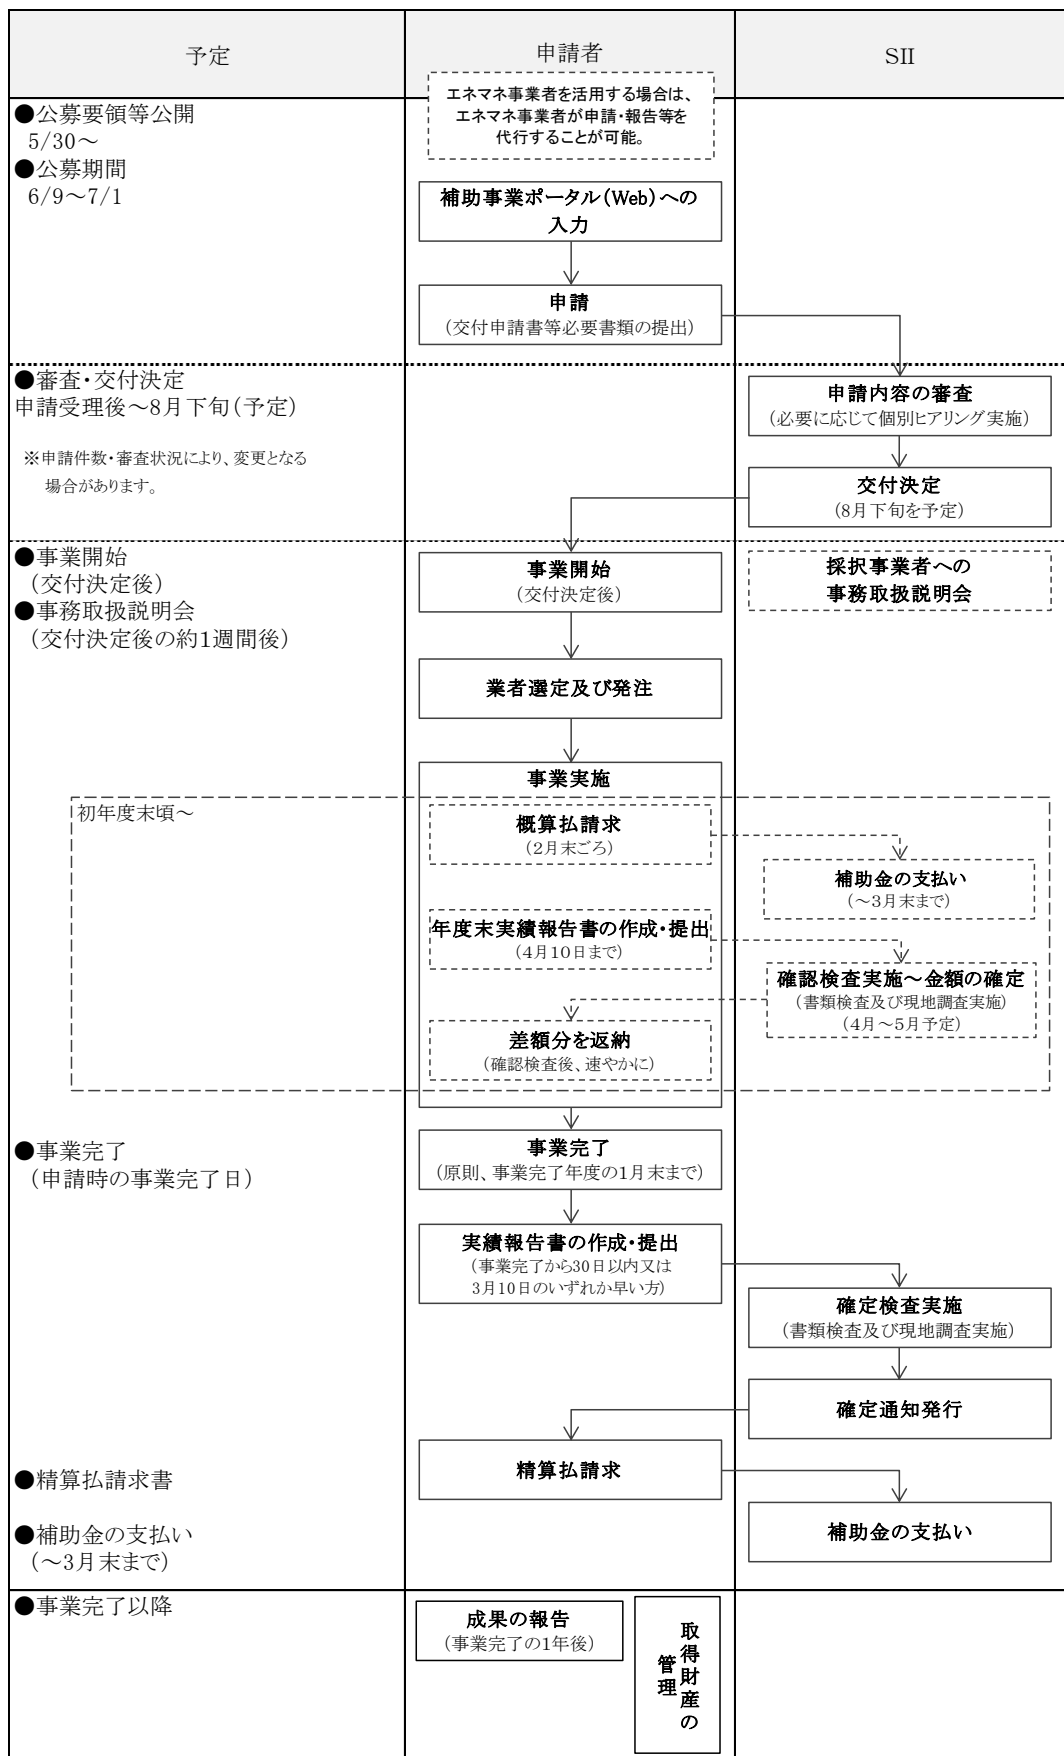 予定
申請者
SII
エネマネ事業者を活用する場合は、
エネマネ事業者が申請・報告等を
代行することが可能。
●公募要領等公開
5/30～
●公募期間
6/9～7/1
補助事業ポータル(Web)への
入力
申請
(交付申請書等必要書類の提出)
●審査・交付決定
申請受理後～8月下旬(予定)
※申請件数・審査状況により、変更となる
場合があります。
申請内容の審査
(必要に応じて個別ヒアリング実施)
交付決定
(8月下旬を予定)
●事業開始
(交付決定後)
●事務取扱説明会
(交付決定後の約1週間後)
事業開始
(交付決定後)
採択事業者への
事務取扱説明会
業者選定及び発注
事業実施
初年度末頃～
概算払請求
(2月末ごろ)
補助金の支払い
(～3月末まで)
年度末実績報告書の作成・提出
(4月10日まで)
確認検査実施～金額の確定
(書類検査及び現地調査実施)
(4月～5月予定)
差額分を返納
(確認検査後、速やかに)
●事業完了
(申請時の事業完了日)
事業完了
(原則、事業完了年度の1月末まで)
実績報告書の作成・提出
(事業完了から30日以内又は
3月10日のいずれか早い方)
確定検査実施
(書類検査及び現地調査実施)
確定通知発行
精算払請求
●精算払請求書
●補助金の支払い
(～3月末まで)
補助金の支払い
●事業完了以降
成果の報告
(事業完了の1年後)
取得財産の
管理